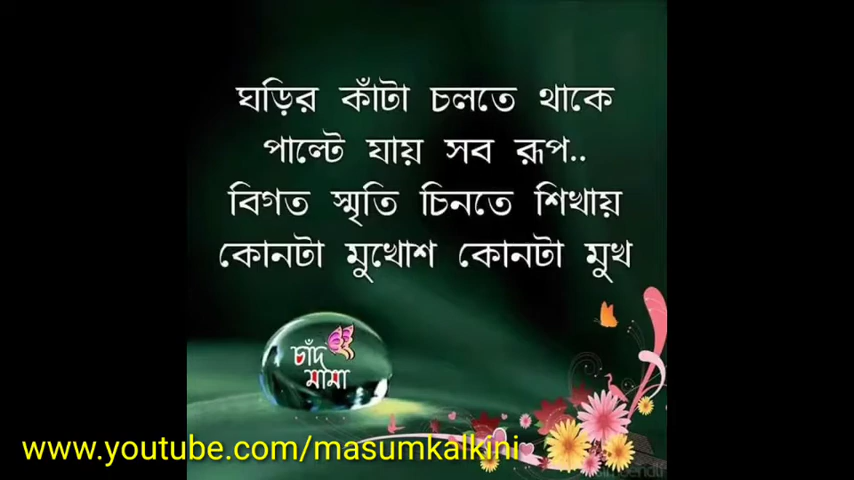 ঘড়ির কাঁটা চলতে থাকে
পাল্টে যায় সব রূপ..
বিগত স্মৃতি চিনতে শিখায়
কোনটা মুখোশ কোনটা মুখ
চাঁদ
মামা
www.youtube.com/masumkalkini